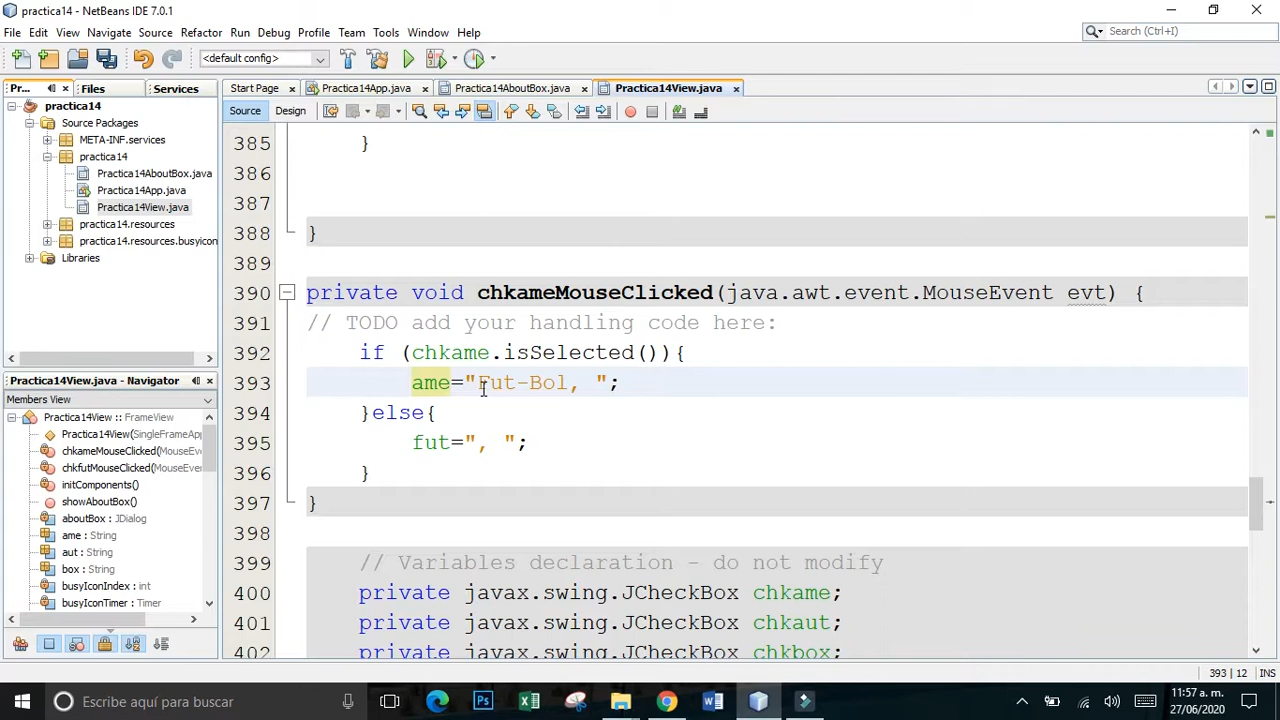 practica14 - NetBeans IDE 7.0.1
File Edit View Navigate Source Refactor Run Debug Profile Team Tools Window Help
Search (Ctrl+I)
<default config>
Pr... Files Services
Start Page Practica14App.java Practica14AboutBox.java Practica14View.java
Source Design
practica14
Source Packages
META-INF.services
practica14
Practica14AboutBox.java
Practica14App.java
Practica14View.java
practica14.resources
practica14.resources.busyicon
Libraries
Practica14View.java - Navigator
Members View
Practica14View :: FrameView
Practica14View(SingleFrameApp
chkameMouseClicked(MouseEve
chkfutMouseClicked(MouseEven
initComponents()
showAboutBox()
aboutBox : JDialog
ame : String
aut : String
box : String
busyIconIndex : int
busyIconTimer : Timer
385 }
386
387
388 }
389
390 private void chkameMouseClicked(java.awt.event.MouseEvent evt) {
391 // TODO add your handling code here:
392 if (chkame.isSelected()){
393 ame="Fut-Bol, ";
394 }else{
395 fut=", ";
396 }
397 }
398
399 // Variables declaration - do not modify
400 private javax.swing.JCheckBox chkame;
401 private javax.swing.JCheckBox chkaut;
402 private javax.swing.JCheckBox chkbox;
393 | 12 INS
Escribe aquí para buscar
11:57 a. m.
27/06/2020